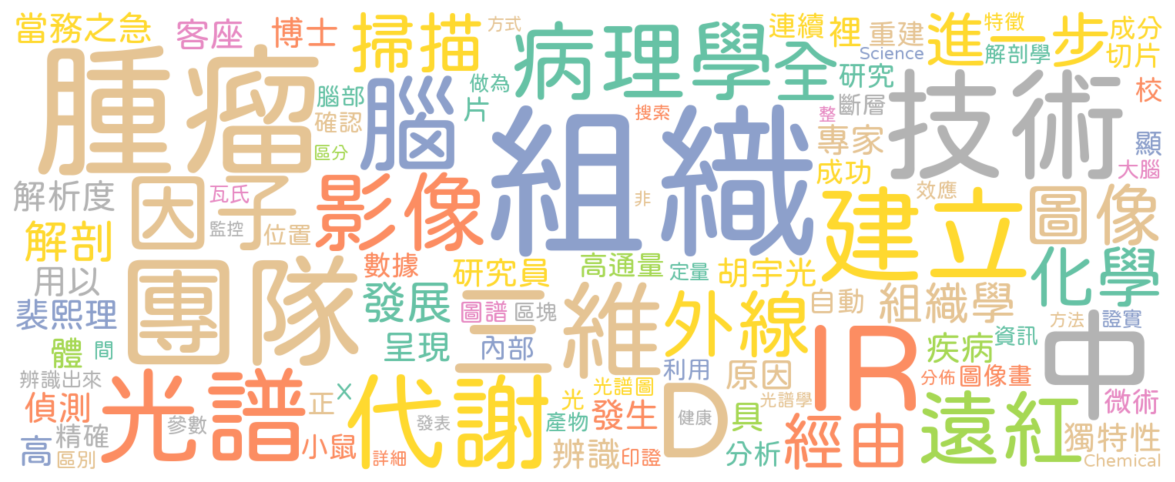 當務之急
客座
博士
掃描
方式
病理學
全
連續
裡
重建
特徵
進一步
成分
Science
解剖學
切片
腫瘤
腦部
確認
區分
腦
做為
片
組織
搜索
整
研究
斷層
專家
成功
技術
校
顯
大腦
解析度
因子
瓦氏
監控
位置
影像
非
建立
效應
圖像
解剖
用以
裴熙理
團隊
數據
發展
研究員
高通量
定量
胡宇光
化學
三維
圖譜
區塊
呈現
內部
外線
自動
組織學
方法
證實
體
間
IR
疾病
資訊
中
辨識出來
偵測
光譜
正
X
代謝
利用
原因
光譜圖
光
光譜學
分佈
圖像畫
微術
參數
發表
產物
發生
D
健康
具
經由
遠紅
獨特性
高
精確
區別
小鼠
詳細
辨識
印證
分析
Chemical